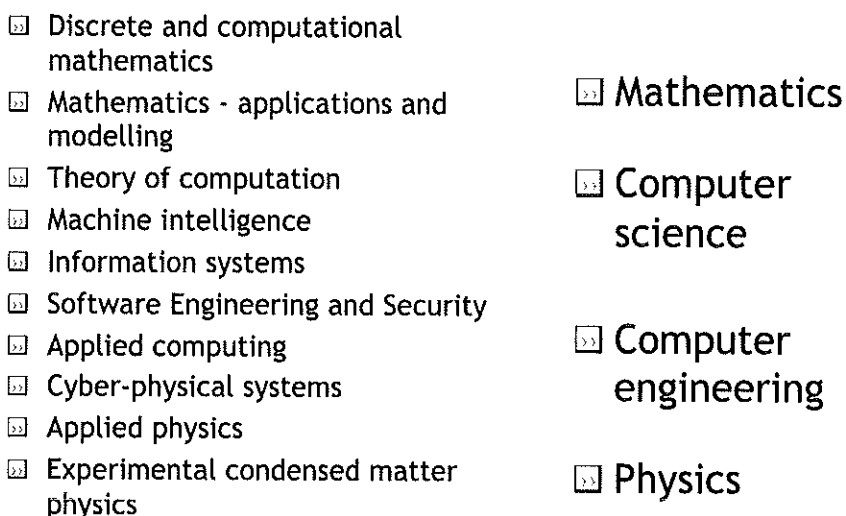 Discrete and computational
mathematics
Mathematics - applications and
modelling
Theory of computation
Machine intelligence
Information systems
Software Engineering and Security
Applied computing
Cyber-physical systems
Applied physics
Experimental condensed matter
physics
Mathematics
Computer
science
Computer
engineering
Physics